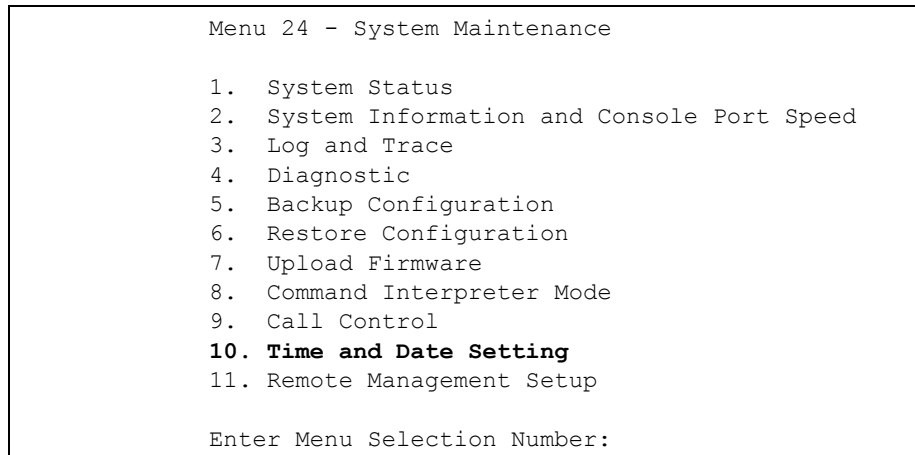 Menu 24 - System Maintenance
1. System Status
2. System Information and Console Port Speed
3. Log and Trace
4. Diagnostic
5. Backup Configuration
6. Restore Configuration
7. Upload Firmware
8. Command Interpreter Mode
9. Call Control
10. Time and Date Setting
11. Remote Management Setup
Enter Menu Selection Number: